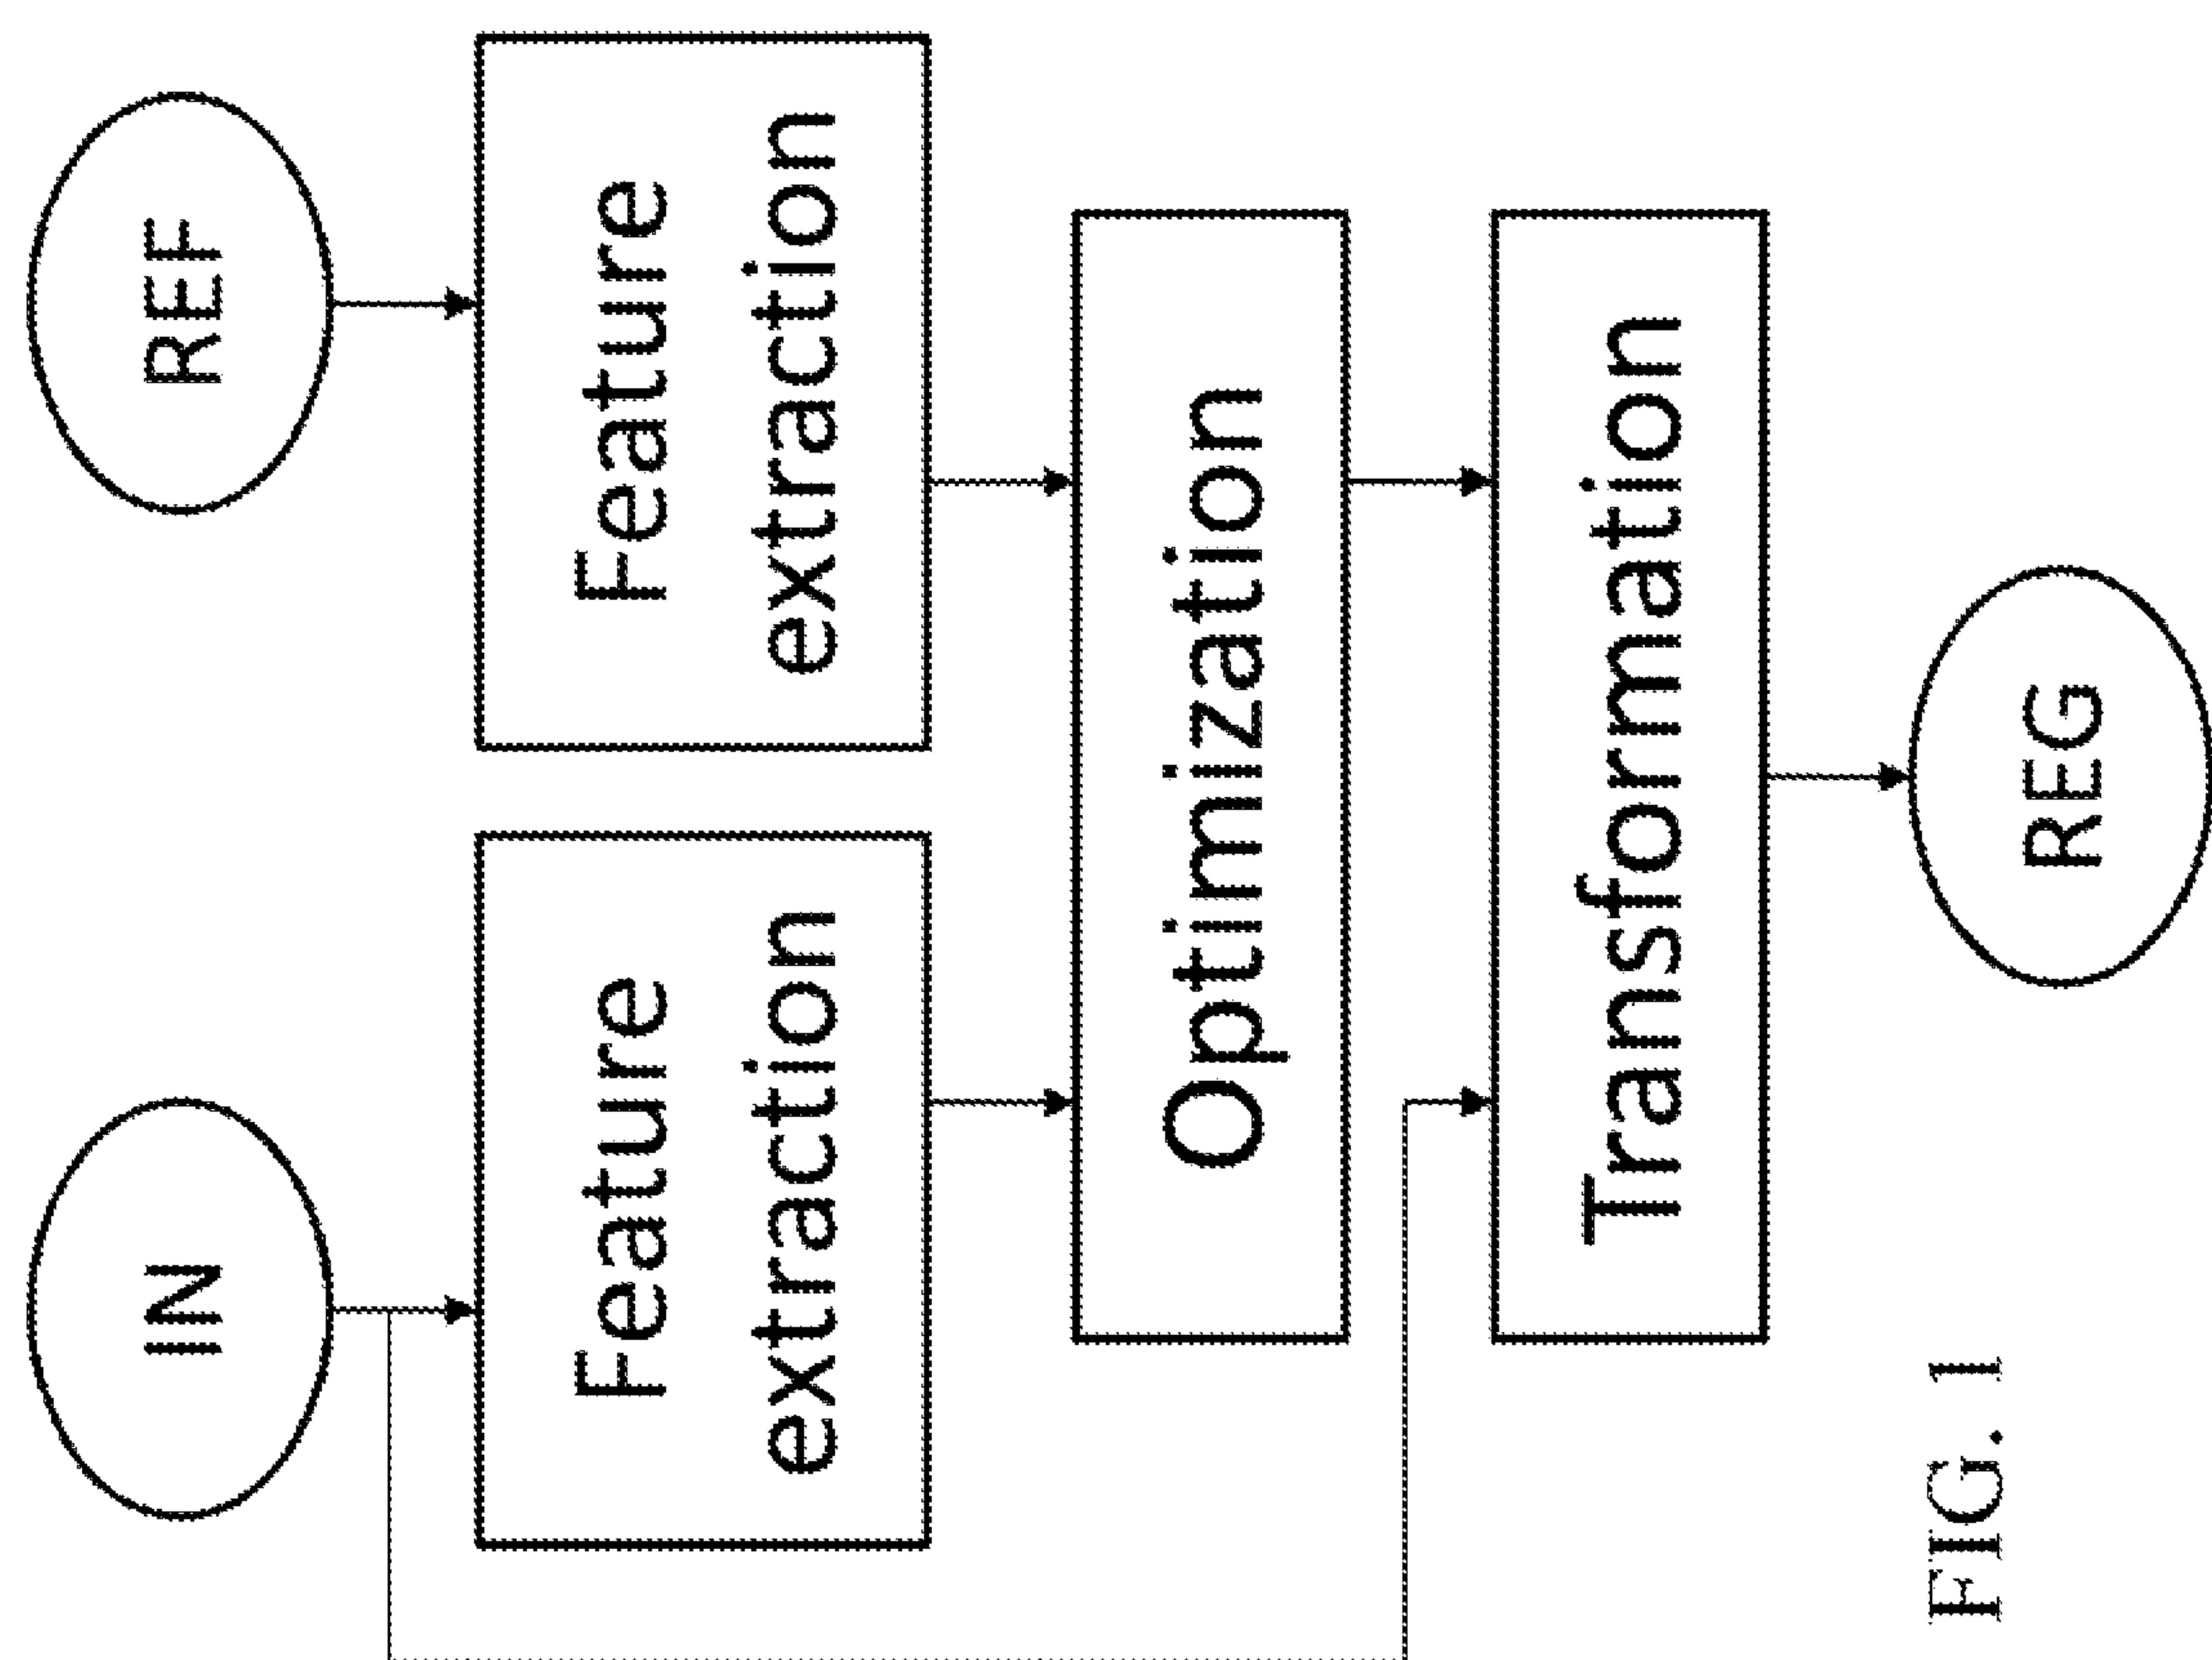 IN
REF
Feature
extraction
Feature
extraction
Optimization
Transformation
REG
FIG. 1